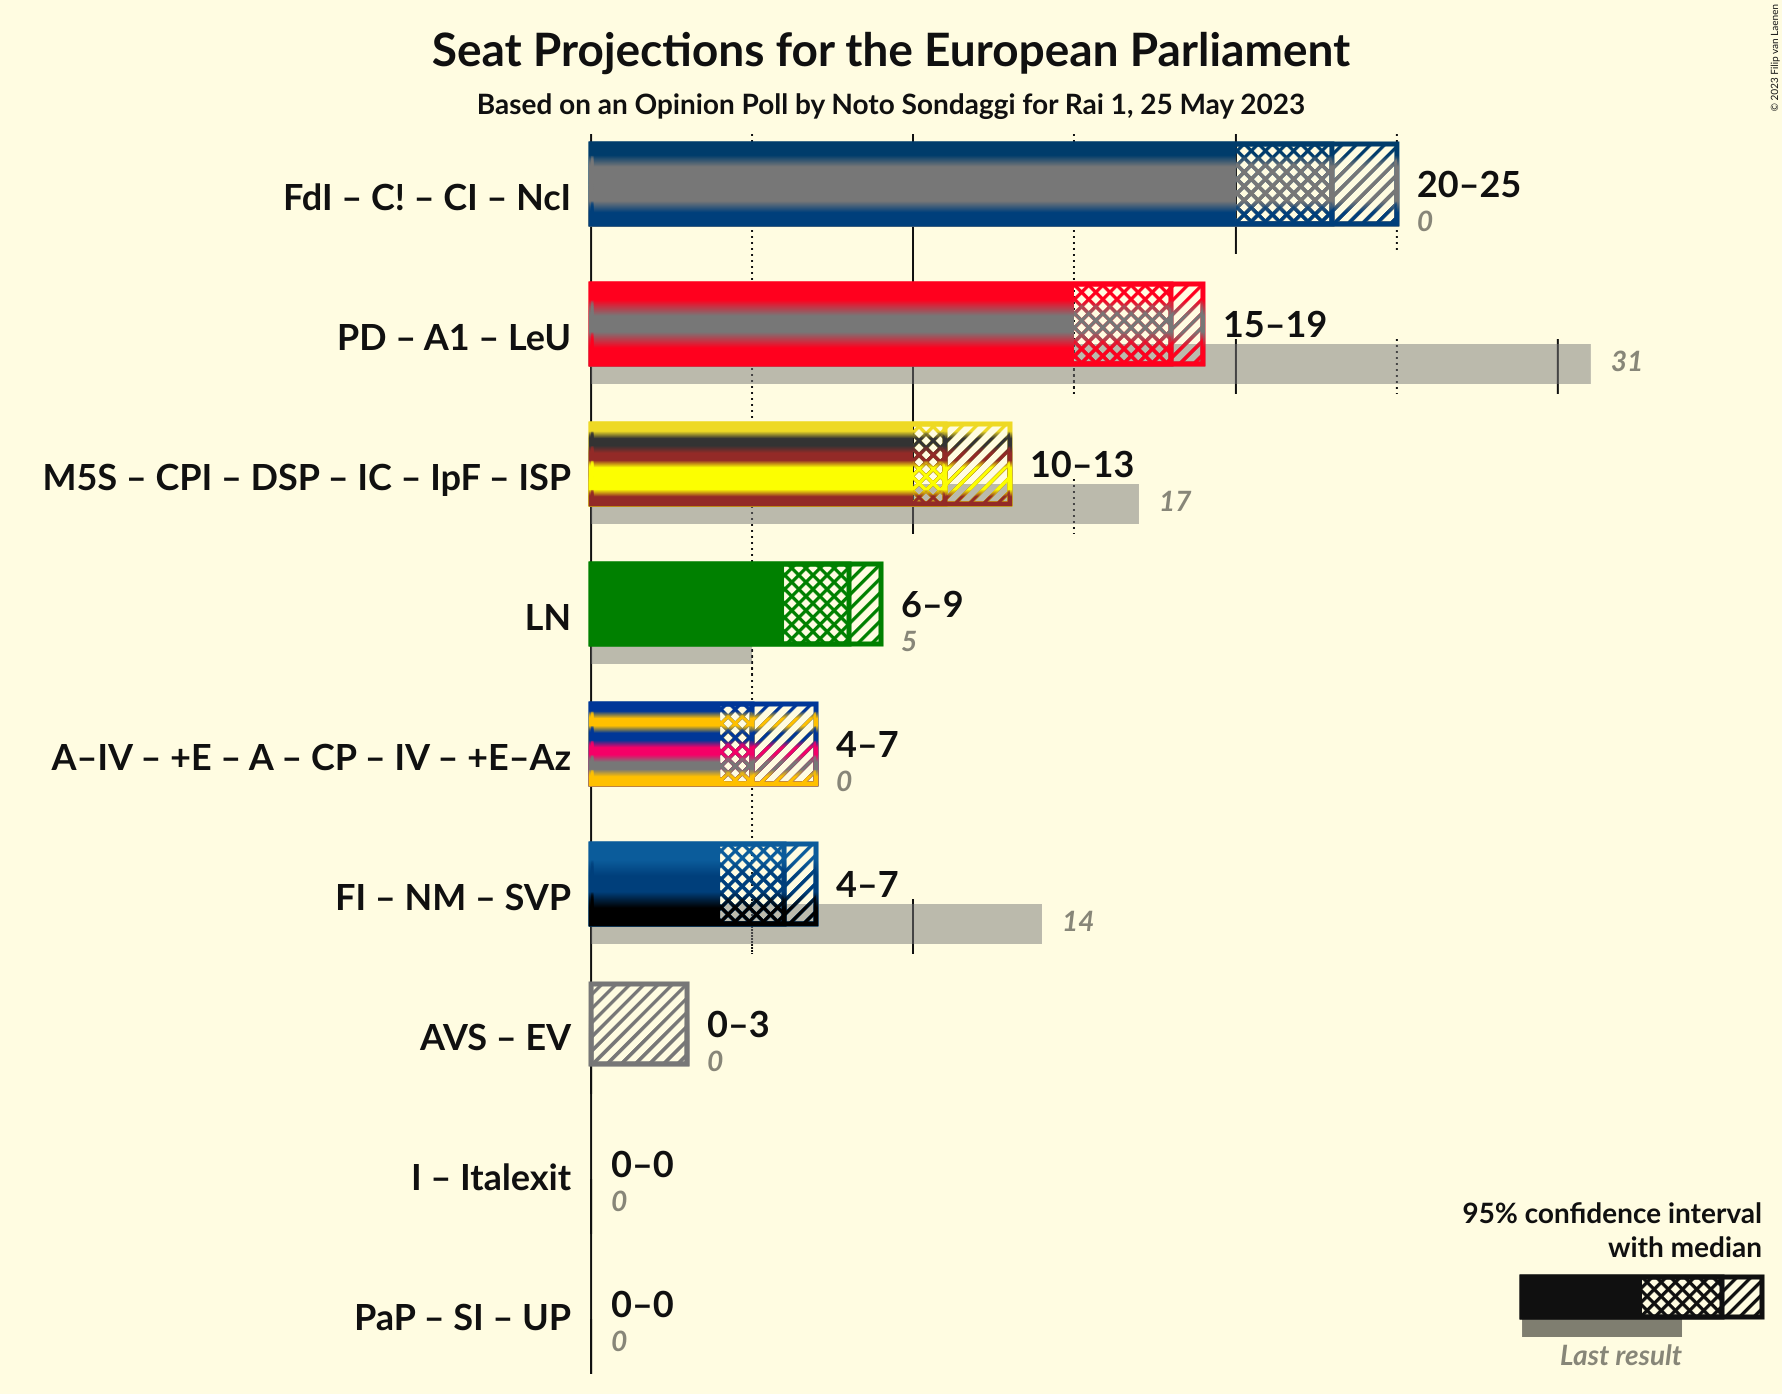 Seat Projections for the European Parliament
Based on an Opinion Poll by Noto Sondaggi for Rai 1, 25 May 2023
© 2023 Filip van Laenen
FdI – C! – CI – NcI
20–25
0
PD – A1 – LeU
15–19
31
M5S – CPI – DSP – IC – IpF – ISP
10–13
17
LN
6–9
5
A–IV – +E – A – CP – IV – +E–Az
4–7
0
FI – NM – SVP
4–7
14
AVS – EV
0–3
0
I – Italexit
0–0
0
PaP – SI – UP
0–0
0
95% confidence interval
with median
Last result